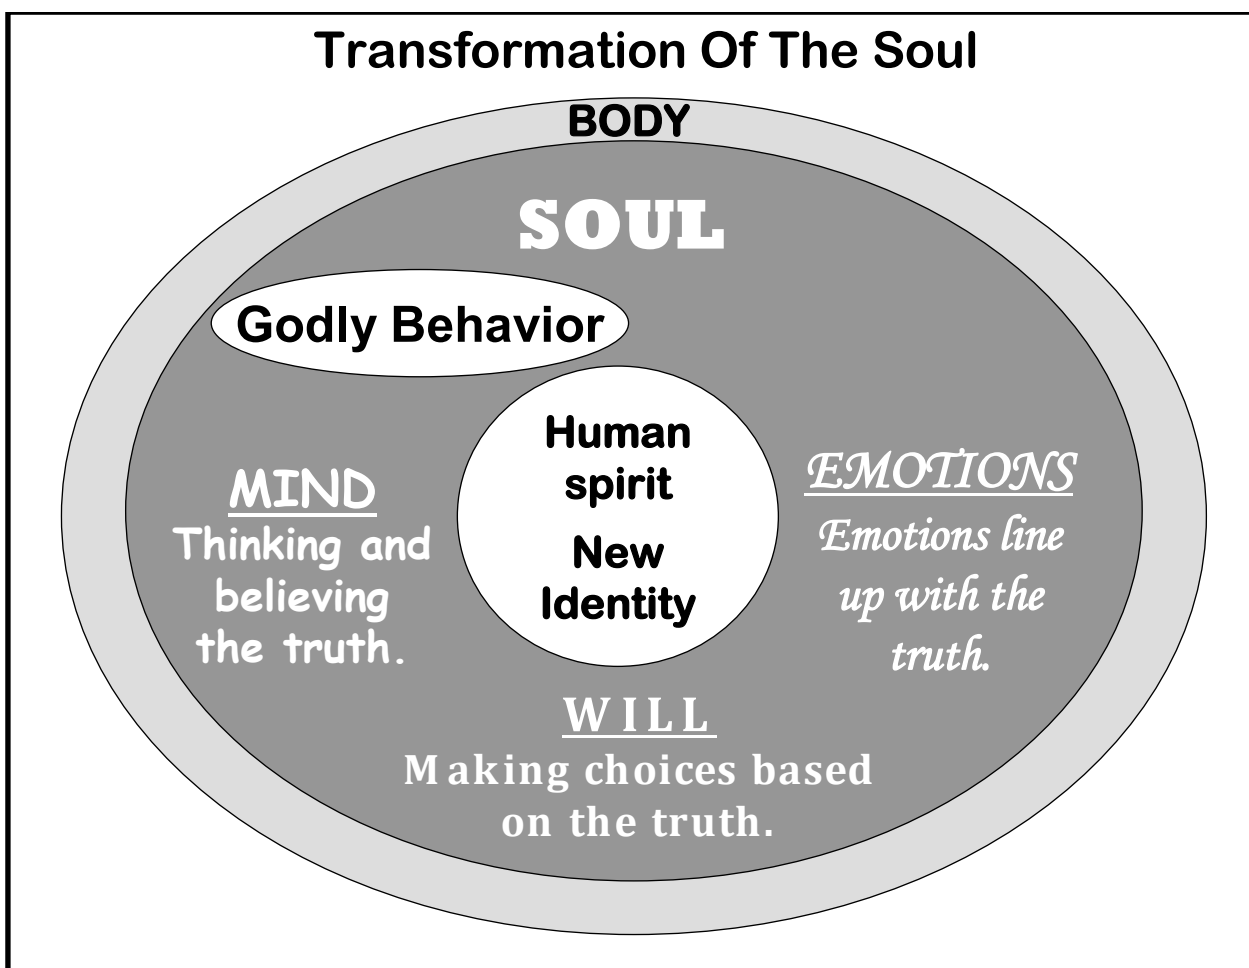 Transformation Of The Soul
BODY
SOUL
Godly Behavior
Human
spirit
New
Identity
MIND
Thinking and
believing
the truth.
EMOTIONS
Emotions line
up with the
truth.
WILL
Making choices based
on the truth.